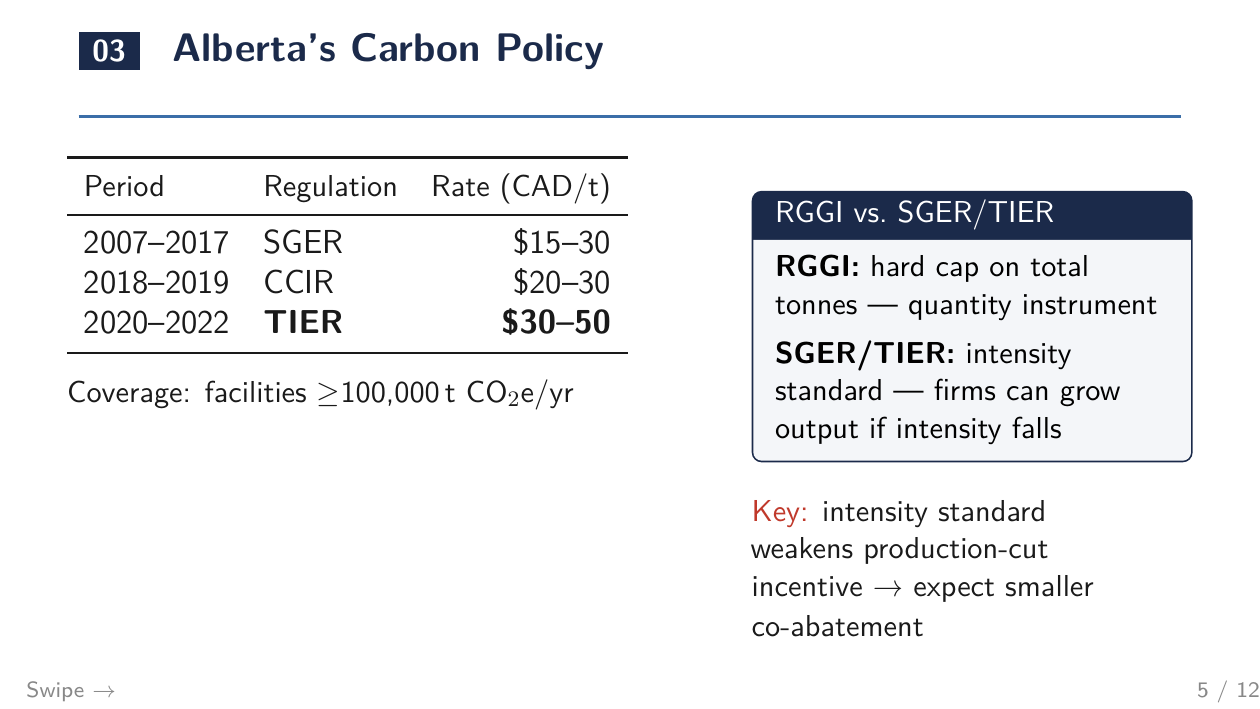 03 Alberta's Carbon Policy
Period Regulation Rate (CAD/t)
2007–2017 SGER $15–30
2018–2019 CCIR $20–30
2020–2022 TIER $30–50
Coverage: facilities ≥100,000 t CO₂e/yr
RGGI vs. SGER/TIER
RGGI: hard cap on total
tonnes — quantity instrument
SGER/TIER: intensity
standard — firms can grow
output if intensity falls
Key: intensity standard
weakens production-cut
incentive → expect smaller
co-abatement
Swipe →
5 / 12